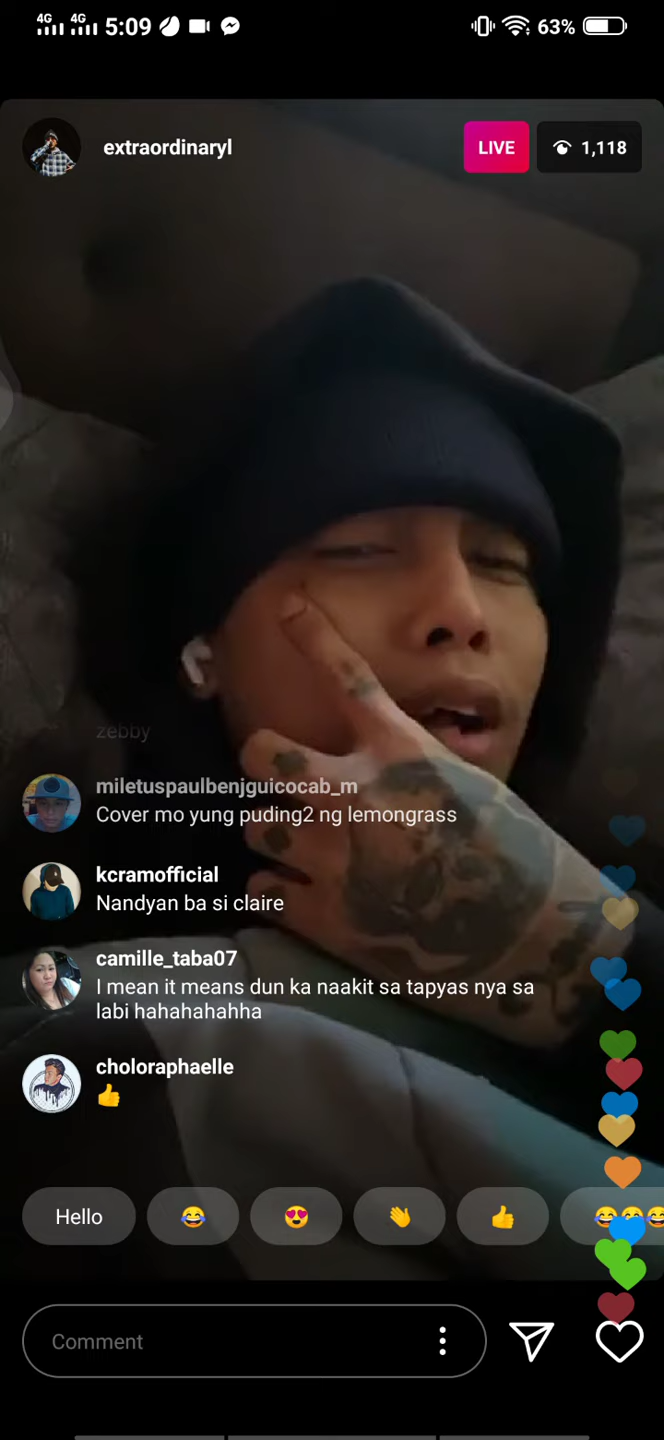 4G 4G 5:09 63%
extraordinaryl LIVE 1,118
zebby
miletuspaulbenjguicocab_m
Cover mo yung puding2 ng lemongrass
kcramofficial
Nandyan ba si claire
camille_taba07
I mean it means dun ka naakit sa tapyas nya sa
labi hahahahahha
choloraphaelle
👍
Hello 😂 😍 👋 👍 😂😂😂
Comment